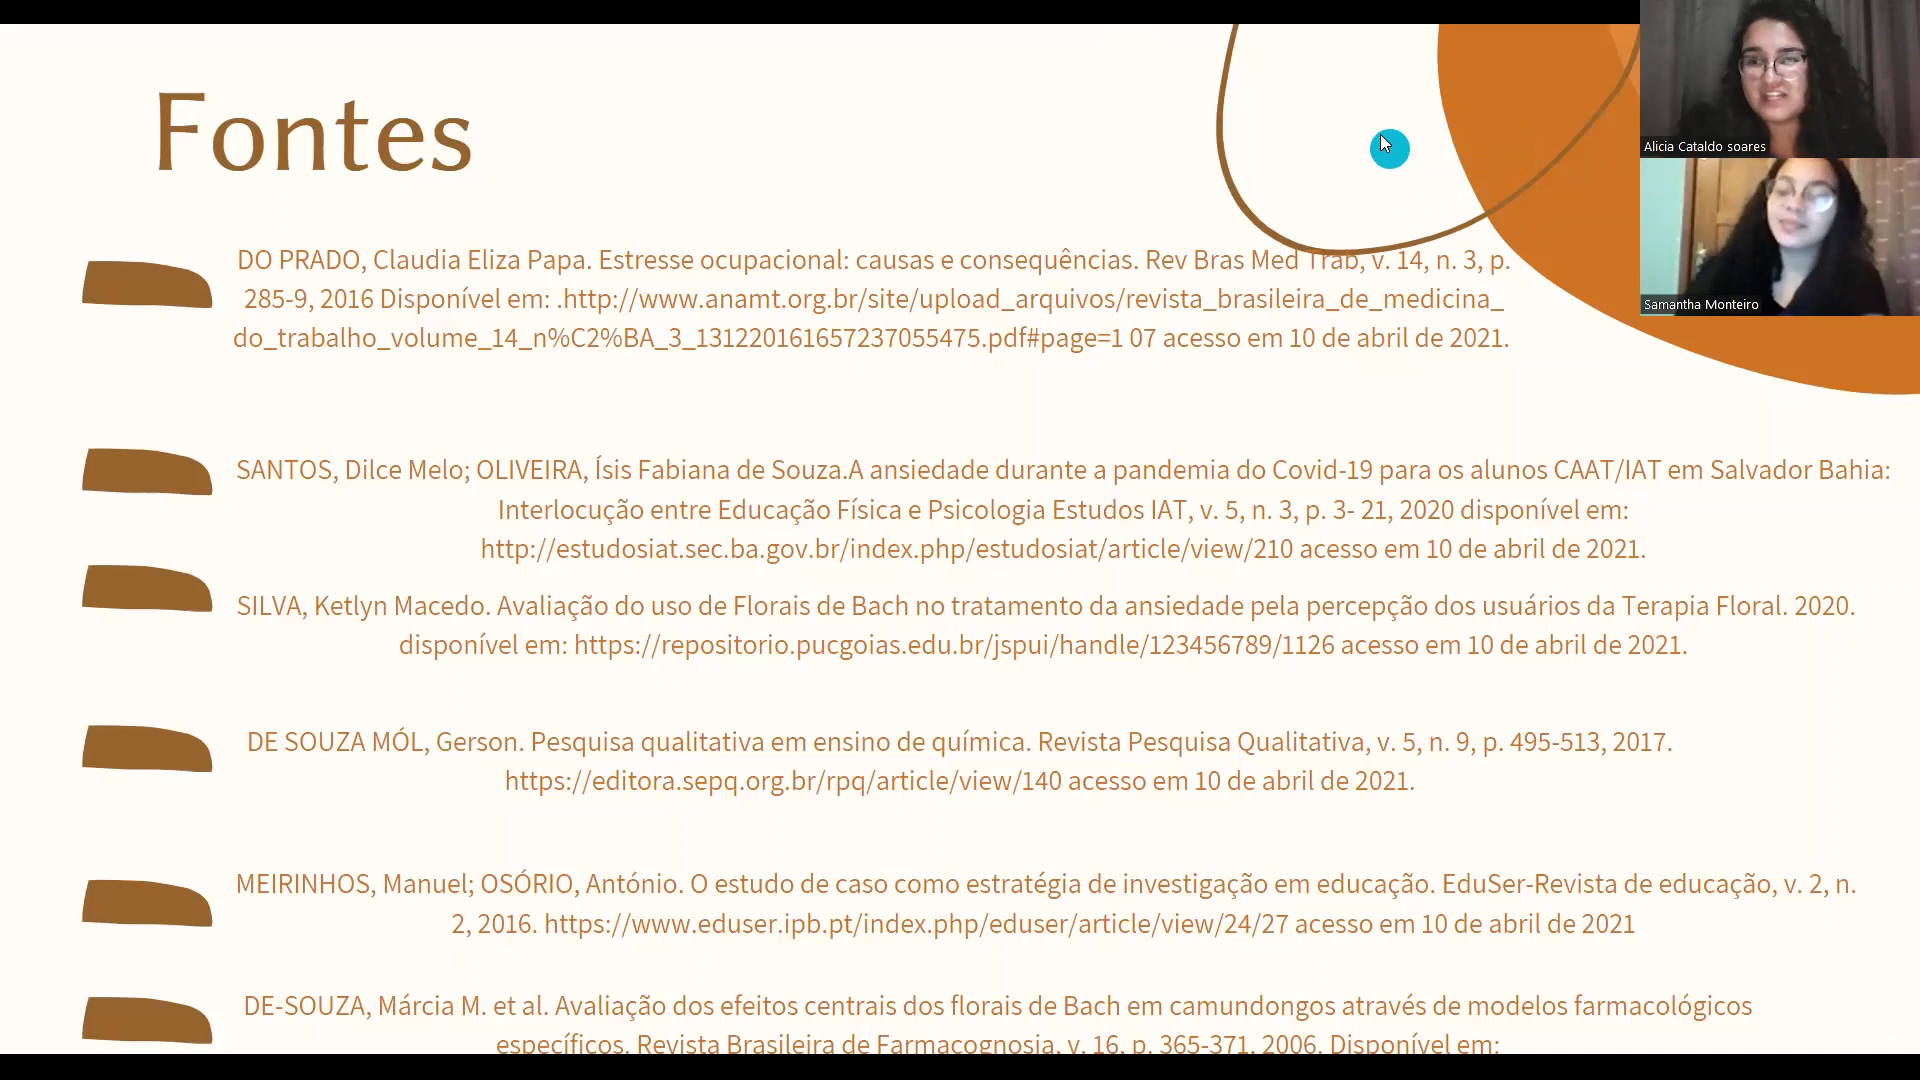 Fontes
Alicia Cataldo soares
Samantha Monteiro
DO PRADO, Claudia Eliza Papa. Estresse ocupacional: causas e consequências. Rev Bras Med Trab, v. 14, n. 3, p.
285-9, 2016 Disponível em: .http://www.anamt.org.br/site/upload_arquivos/revista_brasileira_de_medicina_
do_trabalho_volume_14_n%C2%BA_3_131220161657237055475.pdf#page=1 07 acesso em 10 de abril de 2021.
SANTOS, Dilce Melo; OLIVEIRA, Ísis Fabiana de Souza.A ansiedade durante a pandemia do Covid-19 para os alunos CAAT/IAT em Salvador Bahia:
Interlocução entre Educação Física e Psicologia Estudos IAT, v. 5, n. 3, p. 3- 21, 2020 disponível em:
http://estudosiat.sec.ba.gov.br/index.php/estudosiat/article/view/210 acesso em 10 de abril de 2021.
SILVA, Ketlyn Macedo. Avaliação do uso de Florais de Bach no tratamento da ansiedade pela percepção dos usuários da Terapia Floral. 2020.
disponível em: https://repositorio.pucgoias.edu.br/jspui/handle/123456789/1126 acesso em 10 de abril de 2021.
DE SOUZA MÓL, Gerson. Pesquisa qualitativa em ensino de química. Revista Pesquisa Qualitativa, v. 5, n. 9, p. 495-513, 2017.
https://editora.sepq.org.br/rpq/article/view/140 acesso em 10 de abril de 2021.
MEIRINHOS, Manuel; OSÓRIO, António. O estudo de caso como estratégia de investigação em educação. EduSer-Revista de educação, v. 2, n.
2, 2016. https://www.eduser.ipb.pt/index.php/eduser/article/view/24/27 acesso em 10 de abril de 2021
DE-SOUZA, Márcia M. et al. Avaliação dos efeitos centrais dos florais de Bach em camundongos através de modelos farmacológicos
específicos. Revista Brasileira de Farmacognosia, v. 16, p. 365-371, 2006. Disponível em: